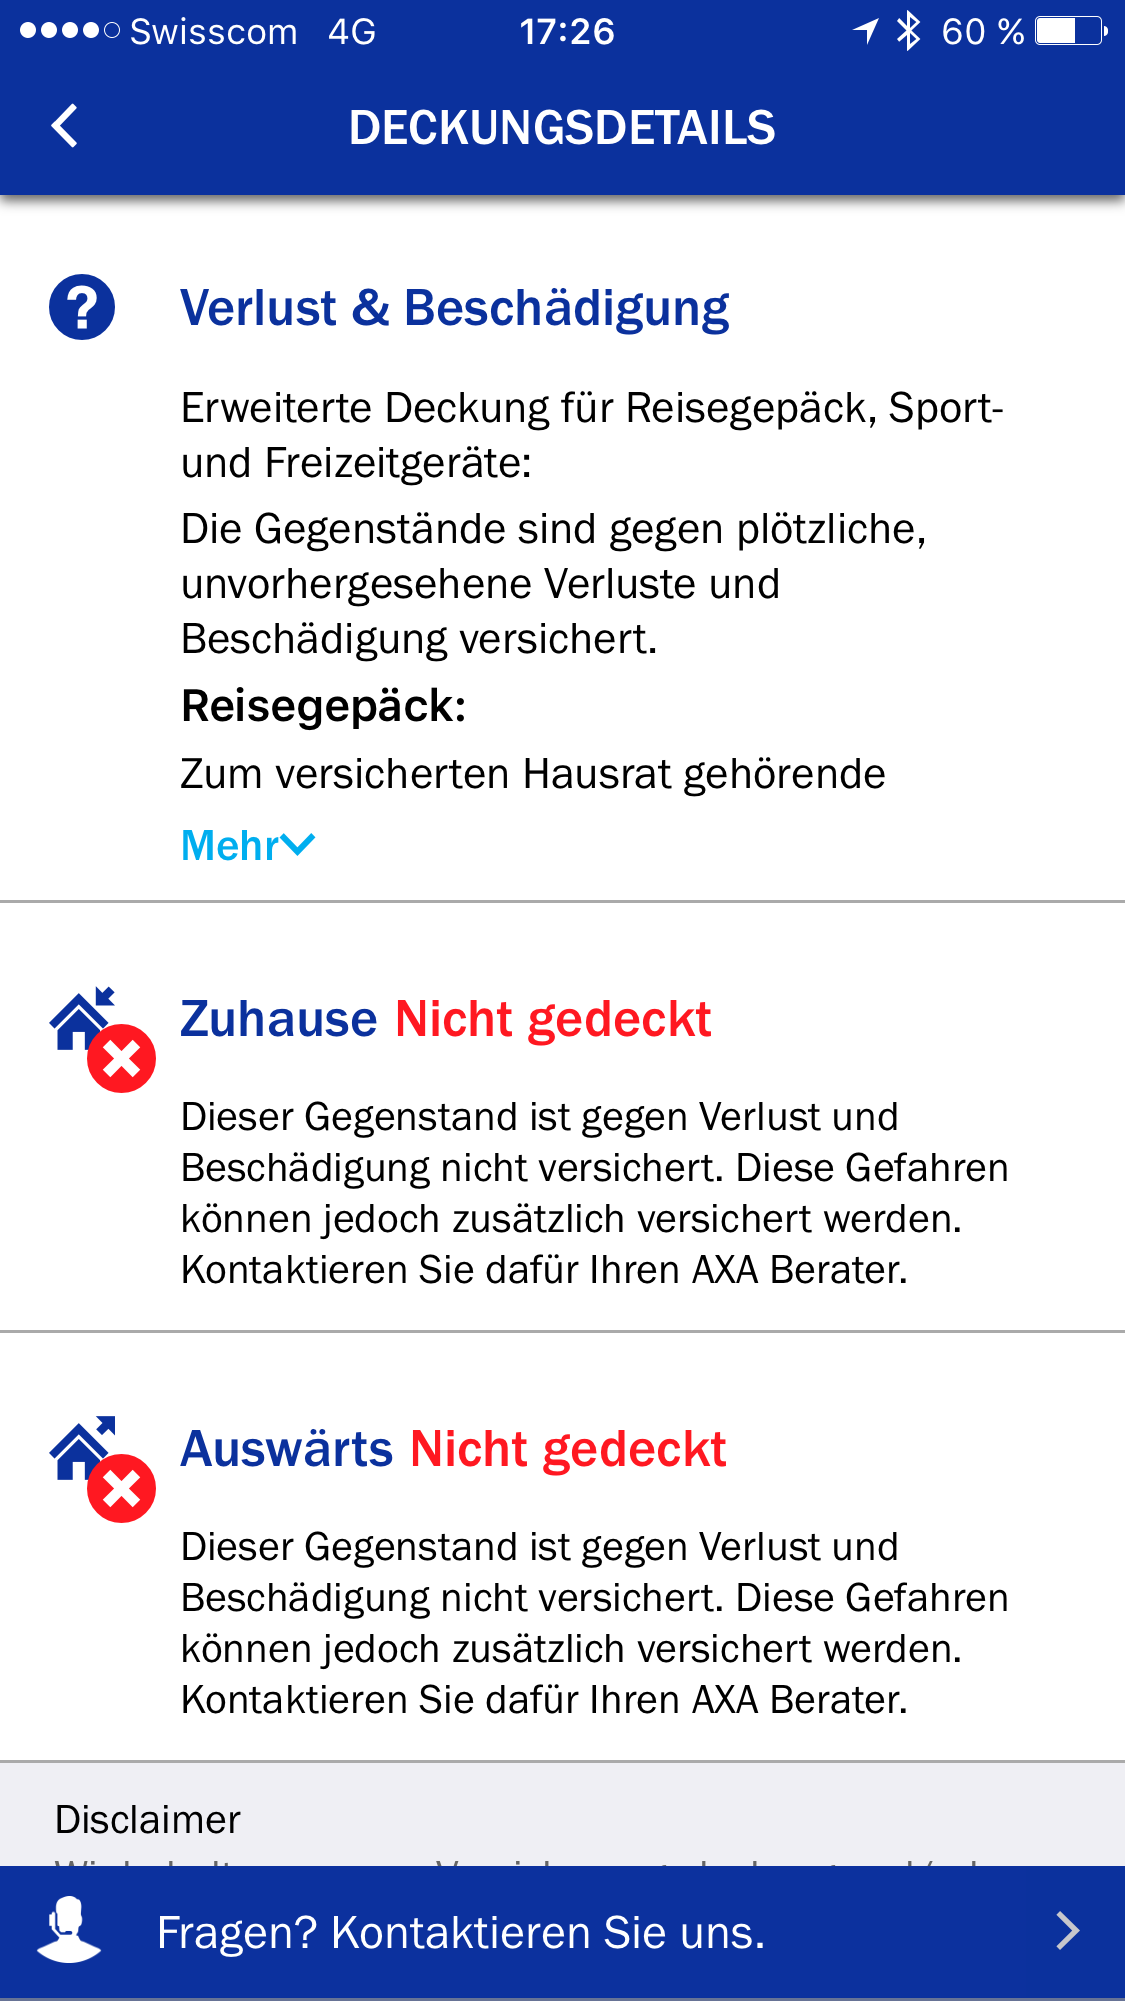 Swisscom 4G 17:26 60 %
DECKUNGSDETAILS
Verlust & Beschädigung
Erweiterte Deckung für Reisegepäck, Sport-
und Freizeitgeräte:
Die Gegenstände sind gegen plötzliche,
unvorhergesehene Verluste und
Beschädigung versichert.
Reisegepäck:
Zum versicherten Hausrat gehörende
Mehr
Zuhause Nicht gedeckt
Dieser Gegenstand ist gegen Verlust und
Beschädigung nicht versichert. Diese Gefahren
können jedoch zusätzlich versichert werden.
Kontaktieren Sie dafür Ihren AXA Berater.
Auswärts Nicht gedeckt
Dieser Gegenstand ist gegen Verlust und
Beschädigung nicht versichert. Diese Gefahren
können jedoch zusätzlich versichert werden.
Kontaktieren Sie dafür Ihren AXA Berater.
Disclaimer
Fragen? Kontaktieren Sie uns.